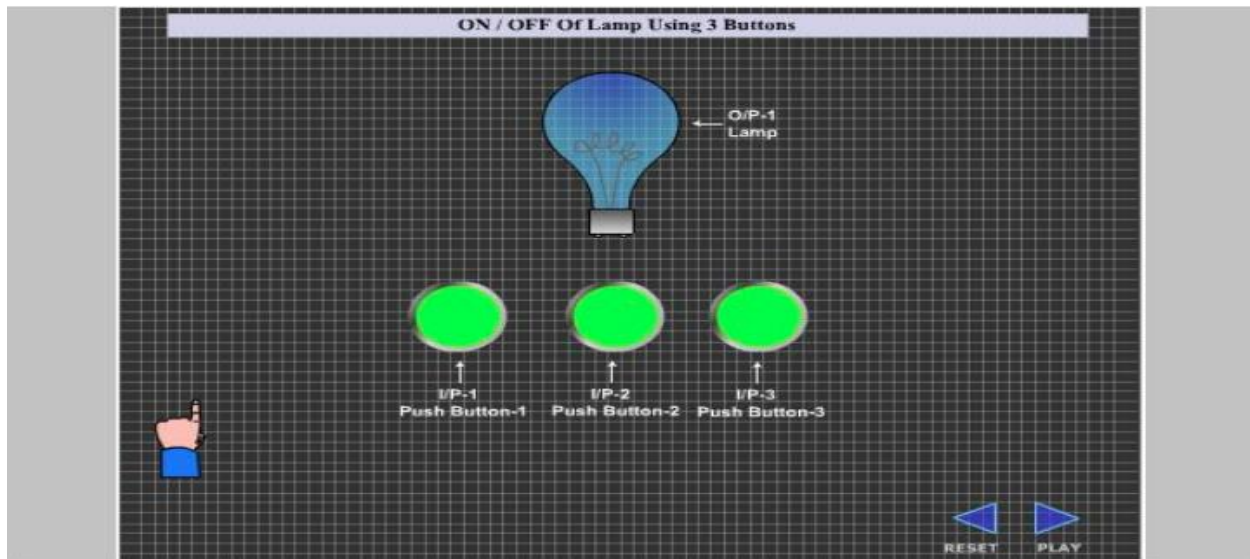 ON / OFF Of Lamp Using 3 Buttons
O/P-1
Lamp
I/P-1
Push Button-1
I/P-2
Push Button-2
I/P-3
Push Button-3
RESET
PLAY